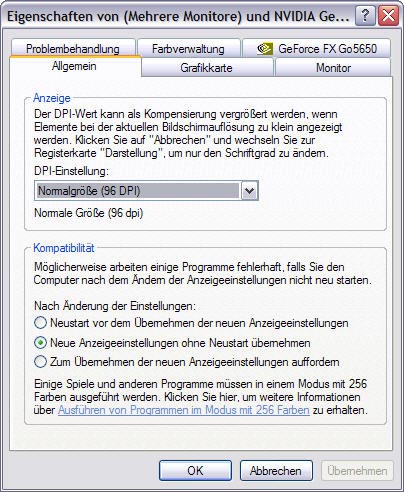 Eigenschaften von (Mehrere Monitore) und NVIDIA Ge...
Problembehandlung Farbverwaltung GeForce FX Go5650
Allgemein Grafikkarte Monitor
Anzeige
Der DPI-Wert kann als Kompensierung vergrößert werden, wenn
Elemente bei der aktuellen Bildschirmauflösung zu klein angezeigt
werden. Klicken Sie auf "Abbrechen" und wechseln Sie zur
Registerkarte "Darstellung", um nur den Schriftgrad zu ändern.
DPI-Einstellung:
Normalgröße (96 DPI)
Normale Größe (96 dpi)
Kompatibilität
Möglicherweise arbeiten einige Programme fehlerhaft, falls Sie den
Computer nach dem Ändern der Anzeigeeinstellungen nicht neu starten.
Nach Änderung der Einstellungen:
Neustart vor dem Übernehmen der neuen Anzeigeeinstellungen
Neue Anzeigeeinstellungen ohne Neustart übernehmen
Zum Übernehmen der neuen Anzeigeeinstellungen auffordern
Einige Spiele und anderen Programme müssen in einem Modus mit 256
Farben ausgeführt werden. Klicken Sie hier, um weitere Informationen
über Ausführen von Programmen im Modus mit 256 Farben zu erhalten.
OK Abbrechen Übernehmen